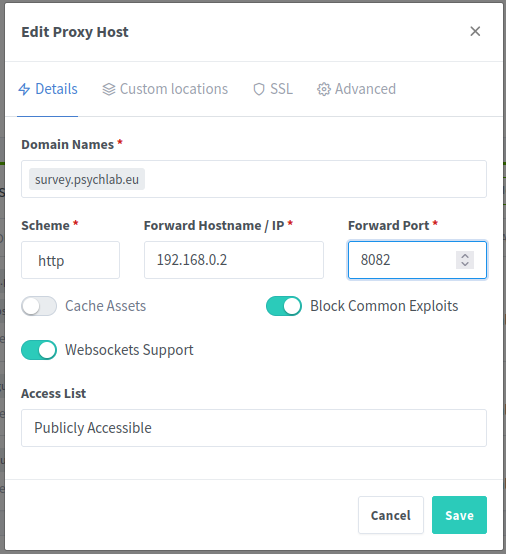 Edit Proxy Host
Details Custom locations SSL Advanced
Domain Names *
survey.psychlab.eu
Scheme * Forward Hostname / IP * Forward Port *
http 192.168.0.2 8082
Cache Assets Block Common Exploits
Websockets Support
Access List
Publicly Accessible
Cancel Save